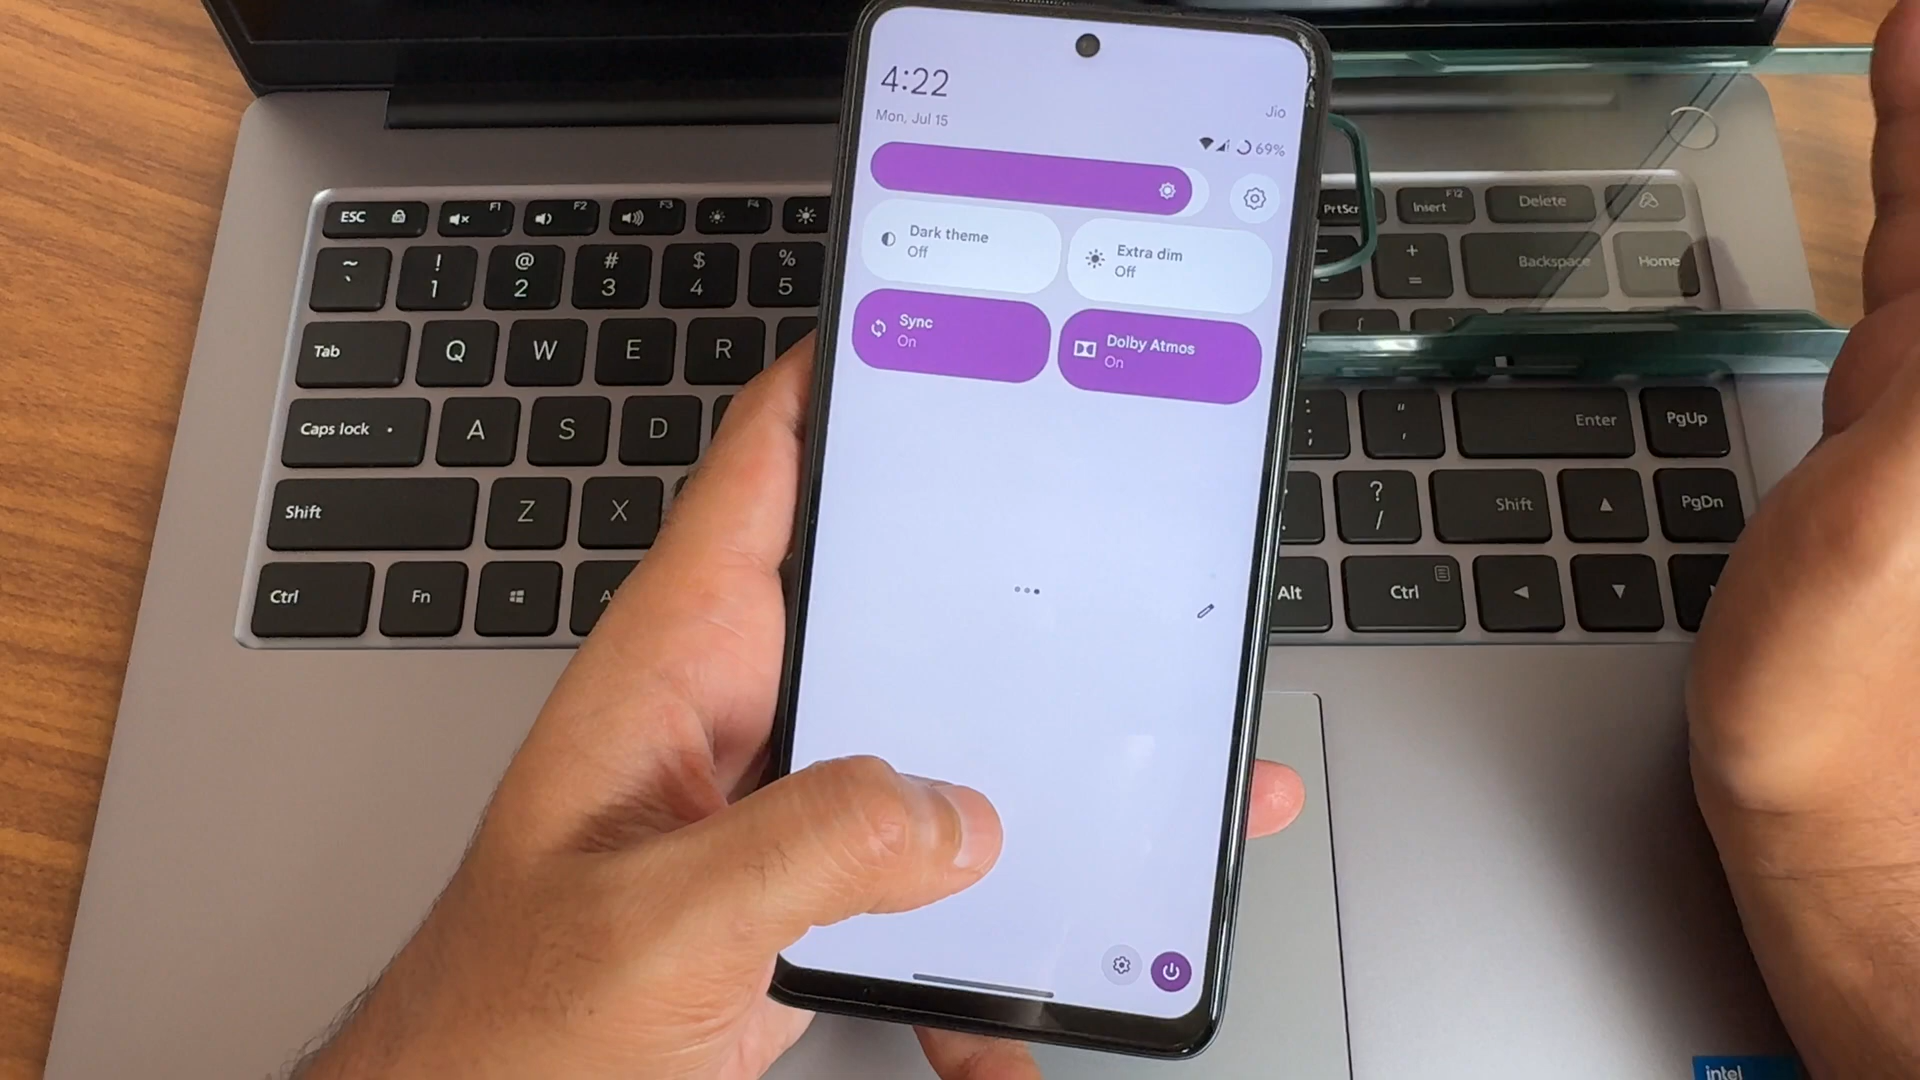 4:22
Mon, Jul 15
Jio
69%
Dark theme
Off
Extra dim
Off
Sync
On
Dolby Atmos
On
ESC F1 F2 F3 F4
PrtScr Insert F12 Delete
~ ` ! 1 @ 2 # 3 $ 4 % 5
+ = Backspace Home
Tab Q W E R
Caps lock A S D
: ; " ' Enter PgUp
Shift Z X
? / Shift PgDn
Ctrl Fn
Alt Ctrl
intel